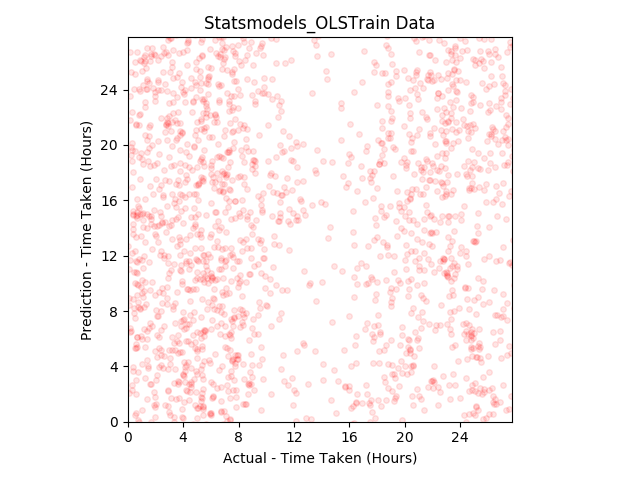 Statsmodels_OLSTrain Data
Prediction - Time Taken (Hours)
24
20
16
12
8
4
0
0 4 8 12 16 20 24
Actual - Time Taken (Hours)